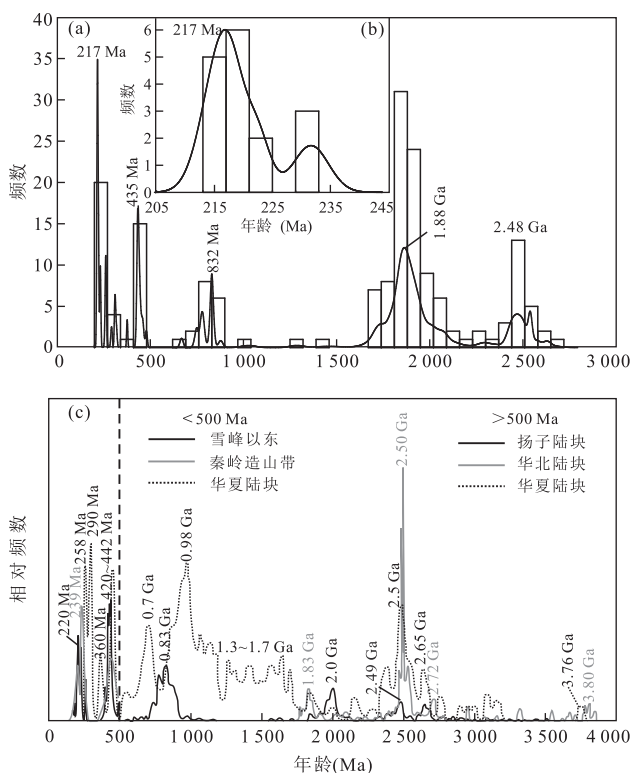 (a)
(b)
40
35
30
25
20
15
10
5
0
频数
217 Ma
435 Ma
832 Ma
1.88 Ga
2.48 Ga
217 Ma
6
5
4
3
2
1
0
频数
205 215 225 235 245
年龄 (Ma)
0 500 1 000 1 500 2 000 2 500 3 000
(c)
<500 Ma
雪峰以东
秦岭造山带
华夏陆块
>500 Ma
扬子陆块
华北陆块
华夏陆块
相对频数
220 Ma
239 Ma
258 Ma
290 Ma
360 Ma
420~442 Ma
0.7 Ga
0.83 Ga
0.98 Ga
1.3~1.7 Ga
1.83 Ga
2.0 Ga
2.49 Ga
2.5 Ga
2.50 Ga
2.65 Ga
2.72 Ga
3.76 Ga
3.80 Ga
0 500 1 000 1 500 2 000 2 500 3 000 3 500 4 000
年龄(Ma)